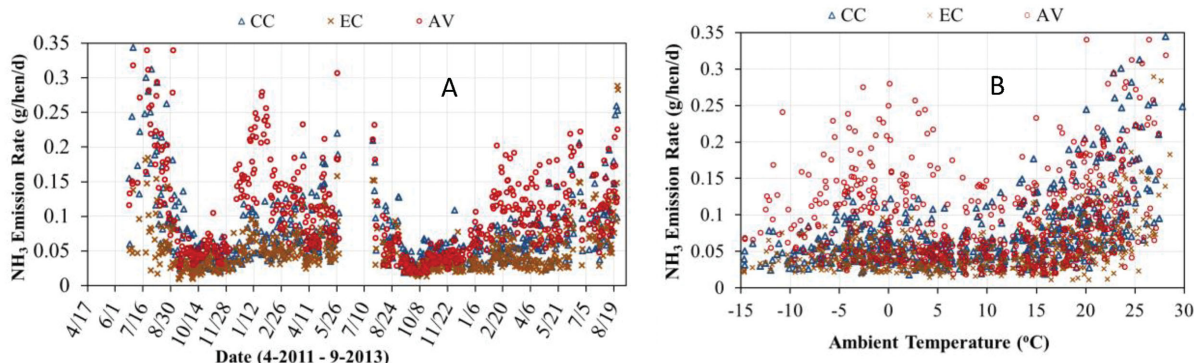 CC EC AV
NH3 Emission Rate (g/hen/d)
0.35
0.3
0.25
0.2
0.15
0.1
0.05
0
A
4/17 6/1 7/16 8/30 10/14 11/28 1/12 2/26 4/11 5/26 7/10 8/24 10/8 11/22 1/6 2/20 4/6 5/21 7/5 8/19
Date (4-2011 - 9-2013)
CC EC AV
NH3 Emission Rate (g/hen/d)
0.35
0.3
0.25
0.2
0.15
0.1
0.05
0
B
-15 -10 -5 0 5 10 15 20 25 30
Ambient Temperature (°C)